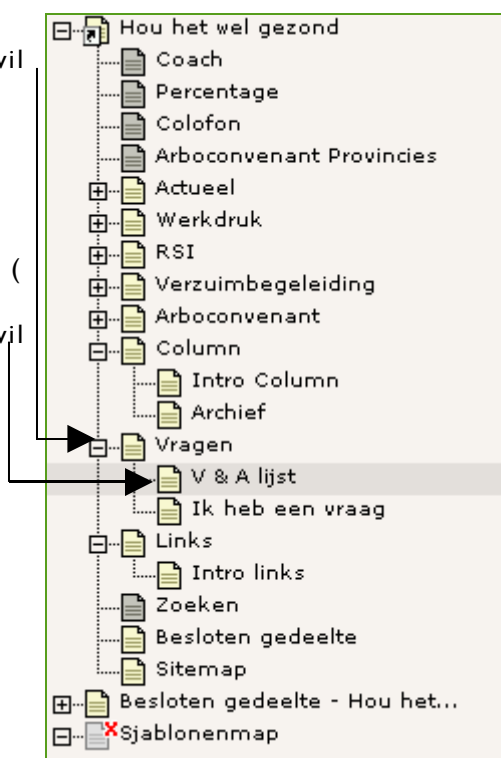 Hou het wel gezond
vil
Coach
Percentage
Colofon
Arboconvenant Provincies
Actueel
Werkdruk
RSI
(
Verzuimbegeleiding
Arboconvenant
vil
Column
Intro Column
Archief
Vragen
V & A lijst
Ik heb een vraag
Links
Intro links
Zoeken
Besloten gedeelte
Sitemap
Besloten gedeelte - Hou het...
Sjablonenmap